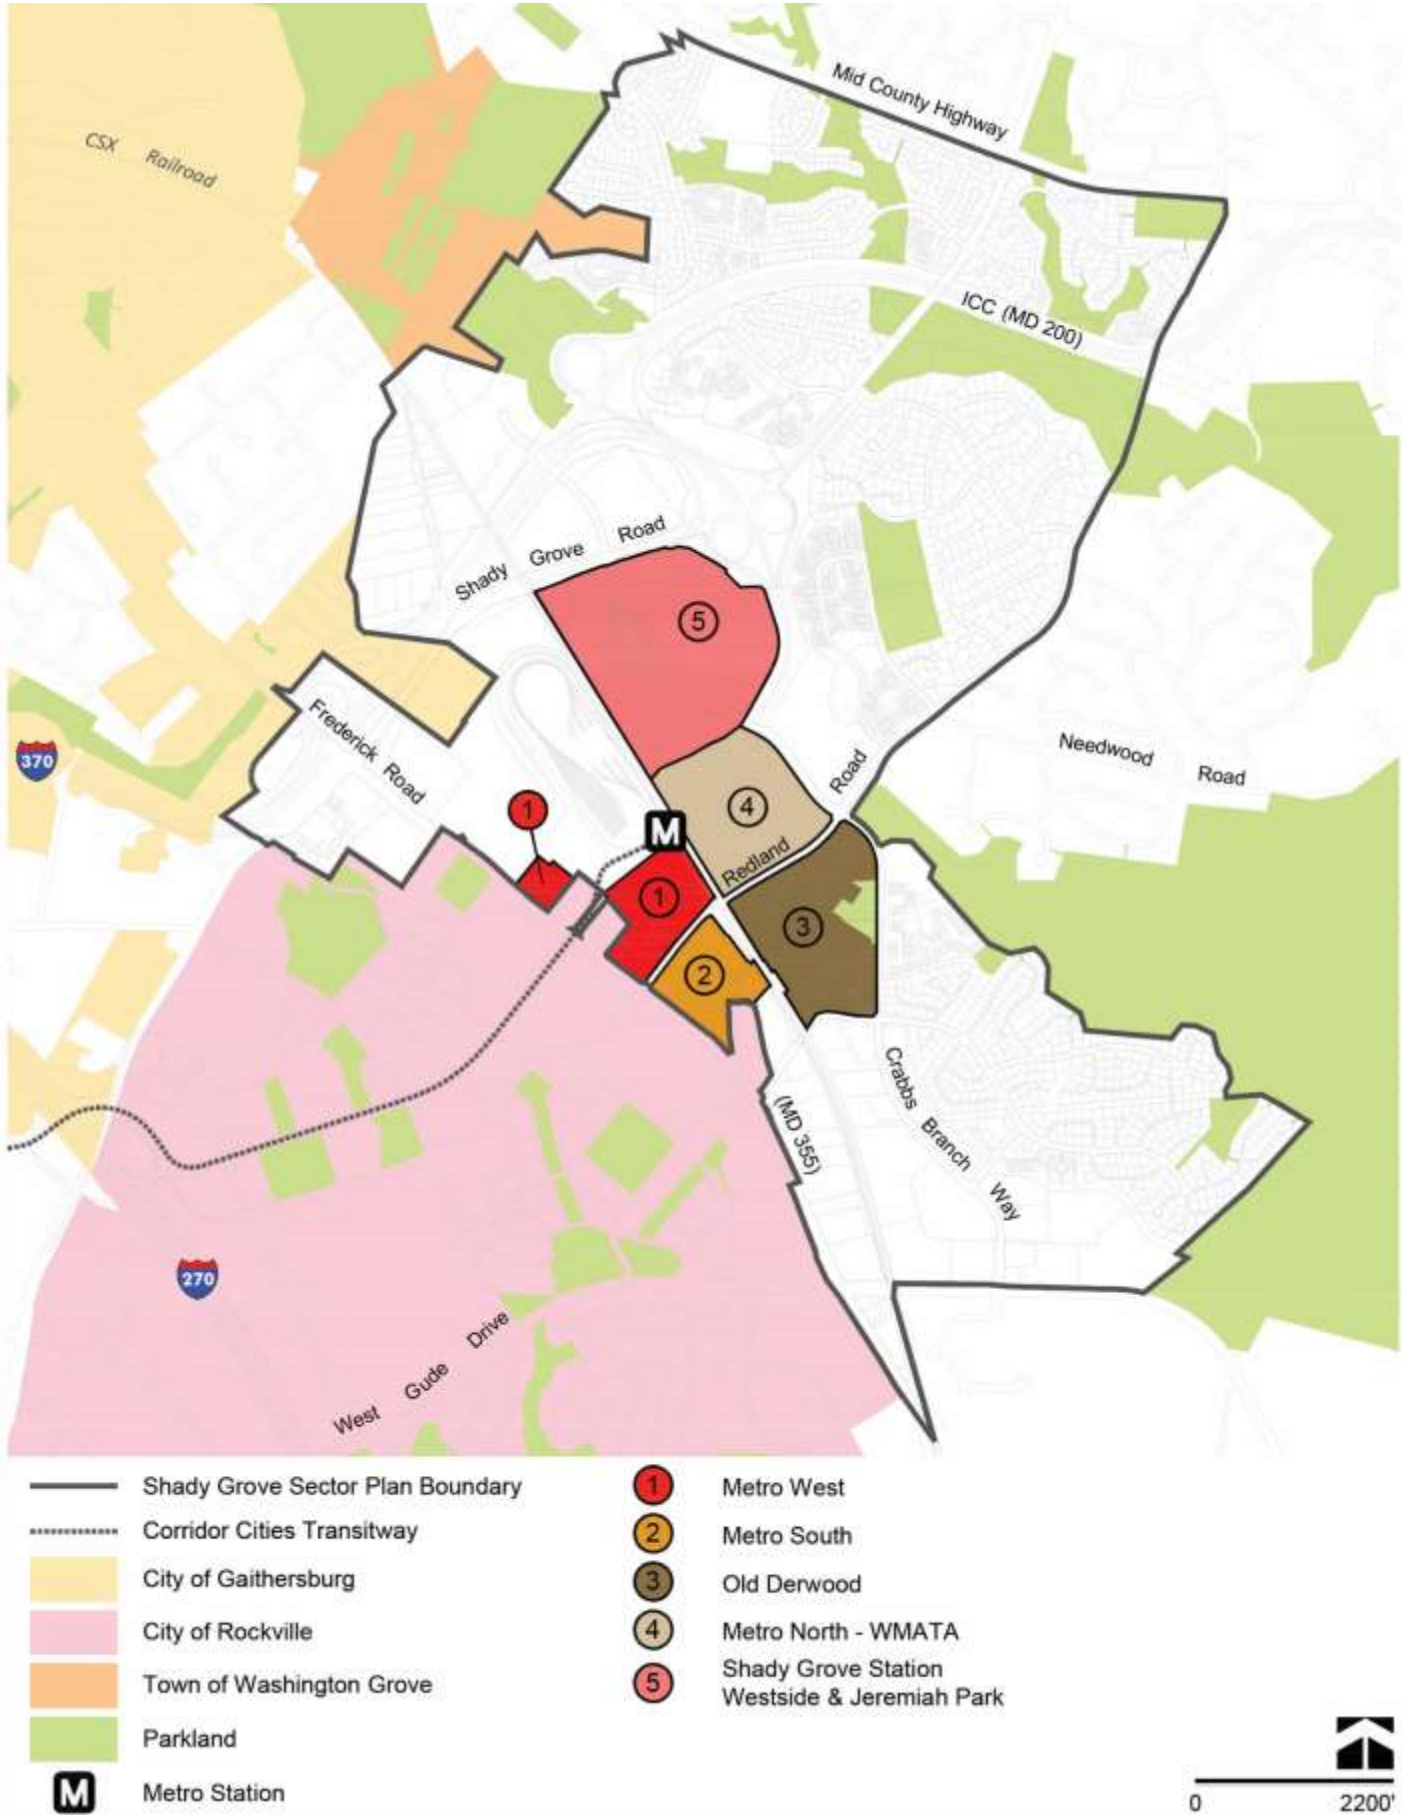 Mid County Highway
CSX Railroad
ICC (MD 200)
Shady Grove Road
5
Frederick Road
370
Needwood Road
Road
1
4
M
Redland
1
3
2
Crabbs Branch Way
(MD 355)
270
West Gude Drive
Shady Grove Sector Plan Boundary
Corridor Cities Transitway
City of Gaithersburg
City of Rockville
Town of Washington Grove
Parkland
M Metro Station
1 Metro West
2 Metro South
3 Old Derwood
4 Metro North - WMATA
5 Shady Grove Station
Westside & Jeremiah Park
0 2200'